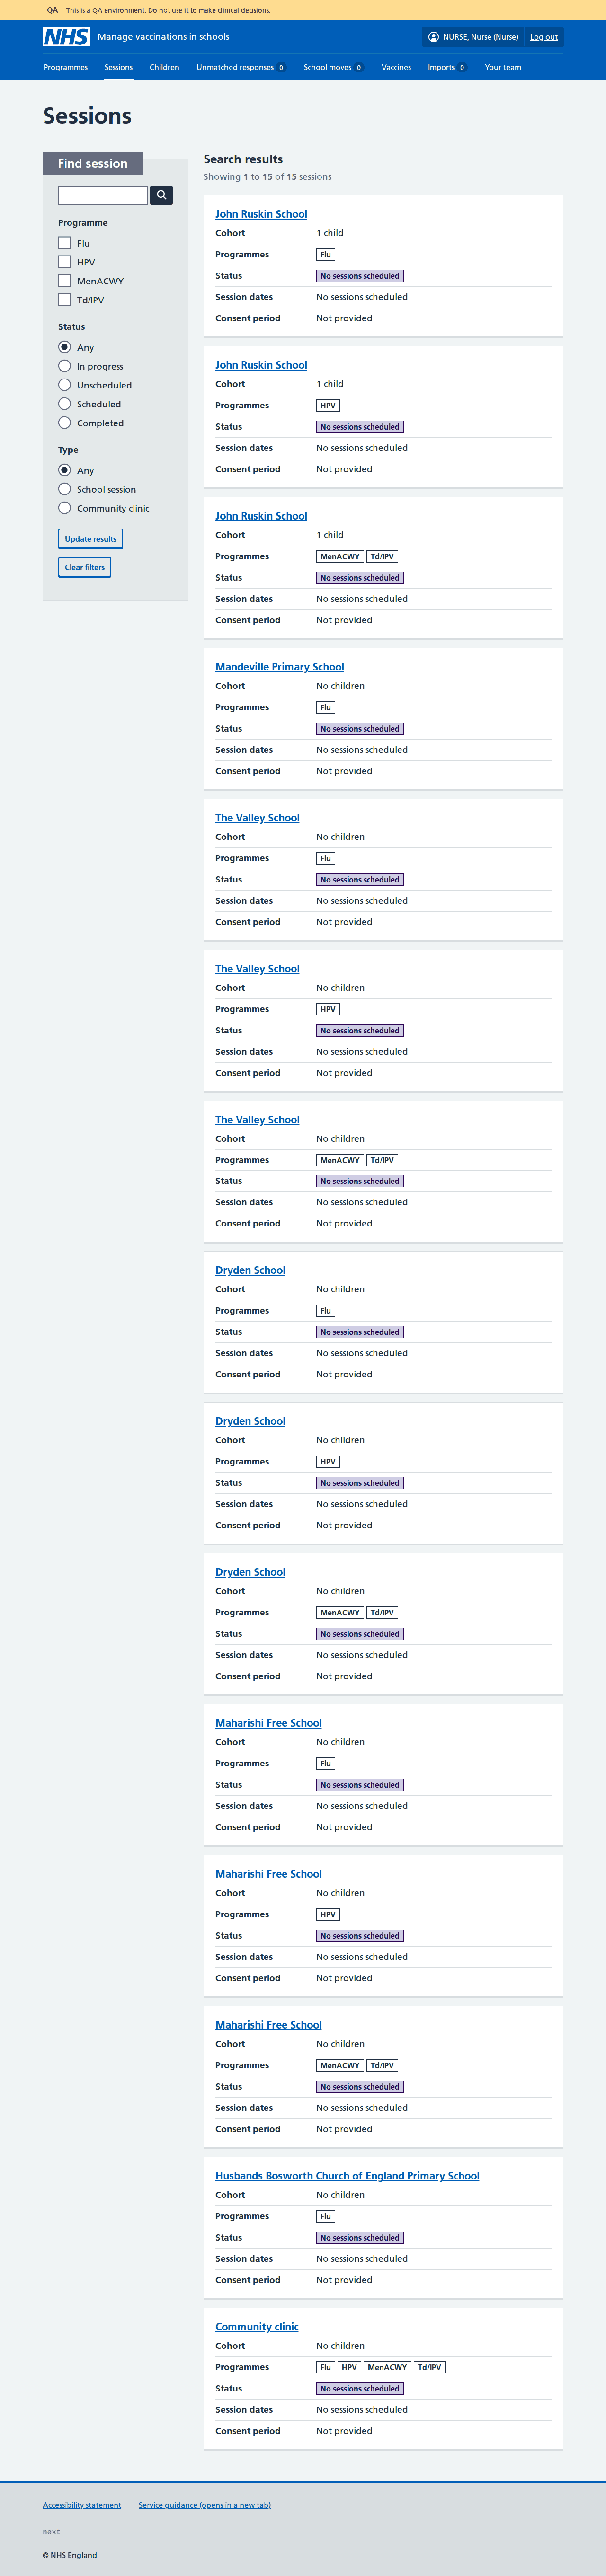 QA This is a QA environment. Do not use it to make clinical decisions.
NHS Manage vaccinations in schools NURSE, Nurse (Nurse) Log out
Programmes Sessions Children Unmatched responses 0 School moves 0 Vaccines Imports 0 Your team
Sessions
Find session
Programme
Flu
HPV
MenACWY
Td/IPV
Status
Any
In progress
Unscheduled
Scheduled
Completed
Type
Any
School session
Community clinic
Update results
Clear filters
Search results
Showing 1 to 15 of 15 sessions
John Ruskin School
Cohort 1 child
Programmes Flu
Status No sessions scheduled
Session dates No sessions scheduled
Consent period Not provided
John Ruskin School
Cohort 1 child
Programmes HPV
Status No sessions scheduled
Session dates No sessions scheduled
Consent period Not provided
John Ruskin School
Cohort 1 child
Programmes MenACWY Td/IPV
Status No sessions scheduled
Session dates No sessions scheduled
Consent period Not provided
Mandeville Primary School
Cohort No children
Programmes Flu
Status No sessions scheduled
Session dates No sessions scheduled
Consent period Not provided
The Valley School
Cohort No children
Programmes Flu
Status No sessions scheduled
Session dates No sessions scheduled
Consent period Not provided
The Valley School
Cohort No children
Programmes HPV
Status No sessions scheduled
Session dates No sessions scheduled
Consent period Not provided
The Valley School
Cohort No children
Programmes MenACWY Td/IPV
Status No sessions scheduled
Session dates No sessions scheduled
Consent period Not provided
Dryden School
Cohort No children
Programmes Flu
Status No sessions scheduled
Session dates No sessions scheduled
Consent period Not provided
Dryden School
Cohort No children
Programmes HPV
Status No sessions scheduled
Session dates No sessions scheduled
Consent period Not provided
Dryden School
Cohort No children
Programmes MenACWY Td/IPV
Status No sessions scheduled
Session dates No sessions scheduled
Consent period Not provided
Maharishi Free School
Cohort No children
Programmes Flu
Status No sessions scheduled
Session dates No sessions scheduled
Consent period Not provided
Maharishi Free School
Cohort No children
Programmes HPV
Status No sessions scheduled
Session dates No sessions scheduled
Consent period Not provided
Maharishi Free School
Cohort No children
Programmes MenACWY Td/IPV
Status No sessions scheduled
Session dates No sessions scheduled
Consent period Not provided
Husbands Bosworth Church of England Primary School
Cohort No children
Programmes Flu
Status No sessions scheduled
Session dates No sessions scheduled
Consent period Not provided
Community clinic
Cohort No children
Programmes Flu HPV MenACWY Td/IPV
Status No sessions scheduled
Session dates No sessions scheduled
Consent period Not provided
Accessibility statement Service guidance (opens in a new tab)
next
© NHS England